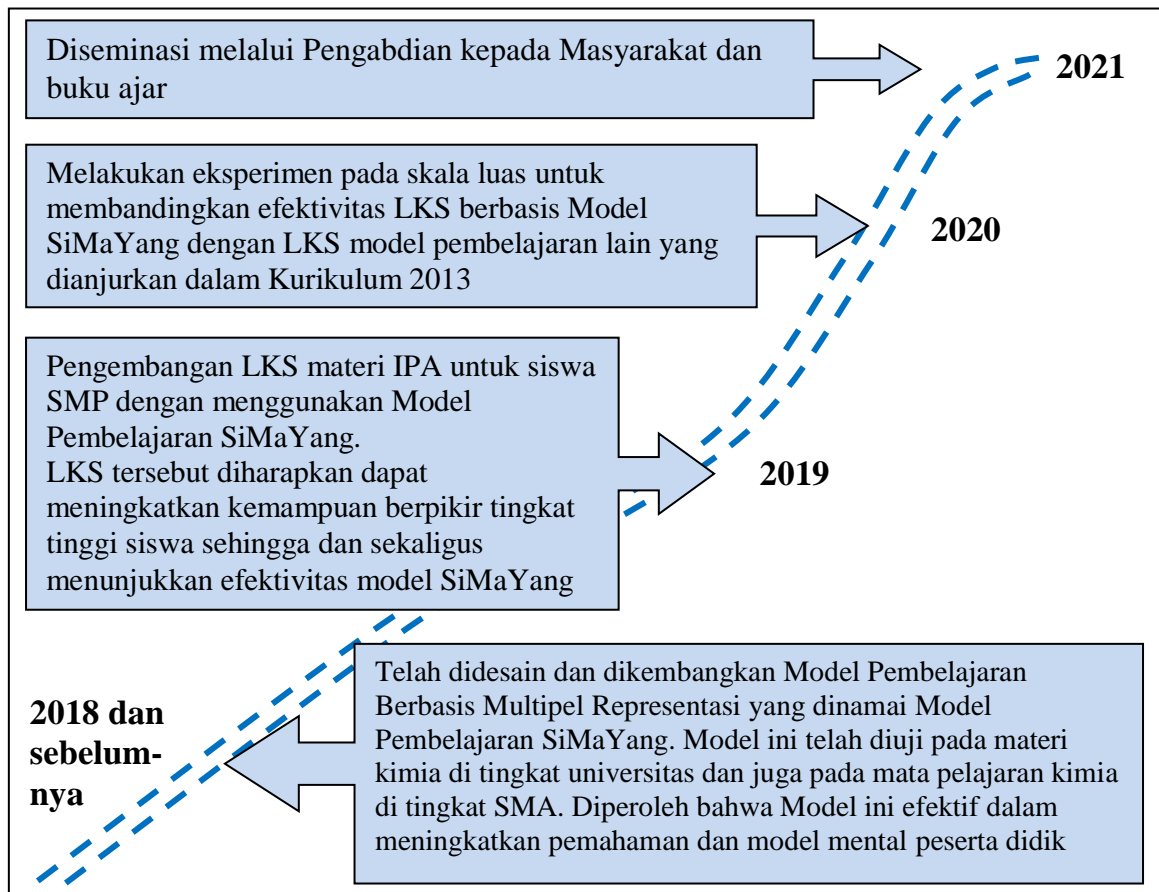 Diseminasi melalui Pengabdian kepada Masyarakat dan
buku ajar
2021
Melakukan eksperimen pada skala luas untuk
membandingkan efektivitas LKS berbasis Model
SiMaYang dengan LKS model pembelajaran lain yang
dianjurkan dalam Kurikulum 2013
2020
Pengembangan LKS materi IPA untuk siswa
SMP dengan menggunakan Model
Pembelajaran SiMaYang.
LKS tersebut diharapkan dapat
meningkatkan kemampuan berpikir tingkat
tinggi siswa sehingga dan sekaligus
menunjukkan efektivitas model SiMaYang
2019
2018 dan
sebelum-
nya
Telah didesain dan dikembangkan Model Pembelajaran
Berbasis Multipel Representasi yang dinamai Model
Pembelajaran SiMaYang. Model ini telah diuji pada materi
kimia di tingkat universitas dan juga pada mata pelajaran kimia
di tingkat SMA. Diperoleh bahwa Model ini efektif dalam
meningkatkan pemahaman dan model mental peserta didik